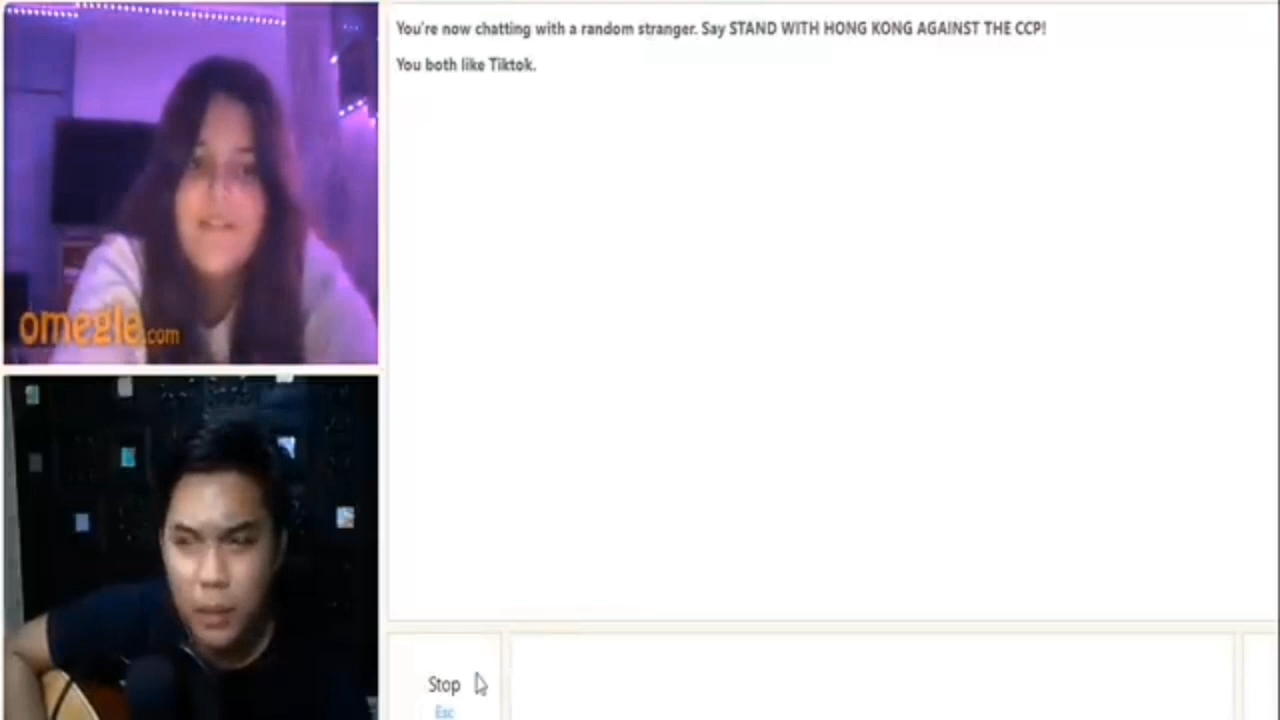 You're now chatting with a random stranger. Say STAND WITH HONG KONG AGAINST THE CCP!
You both like Tiktok.
omegle.com
Stop
Esc